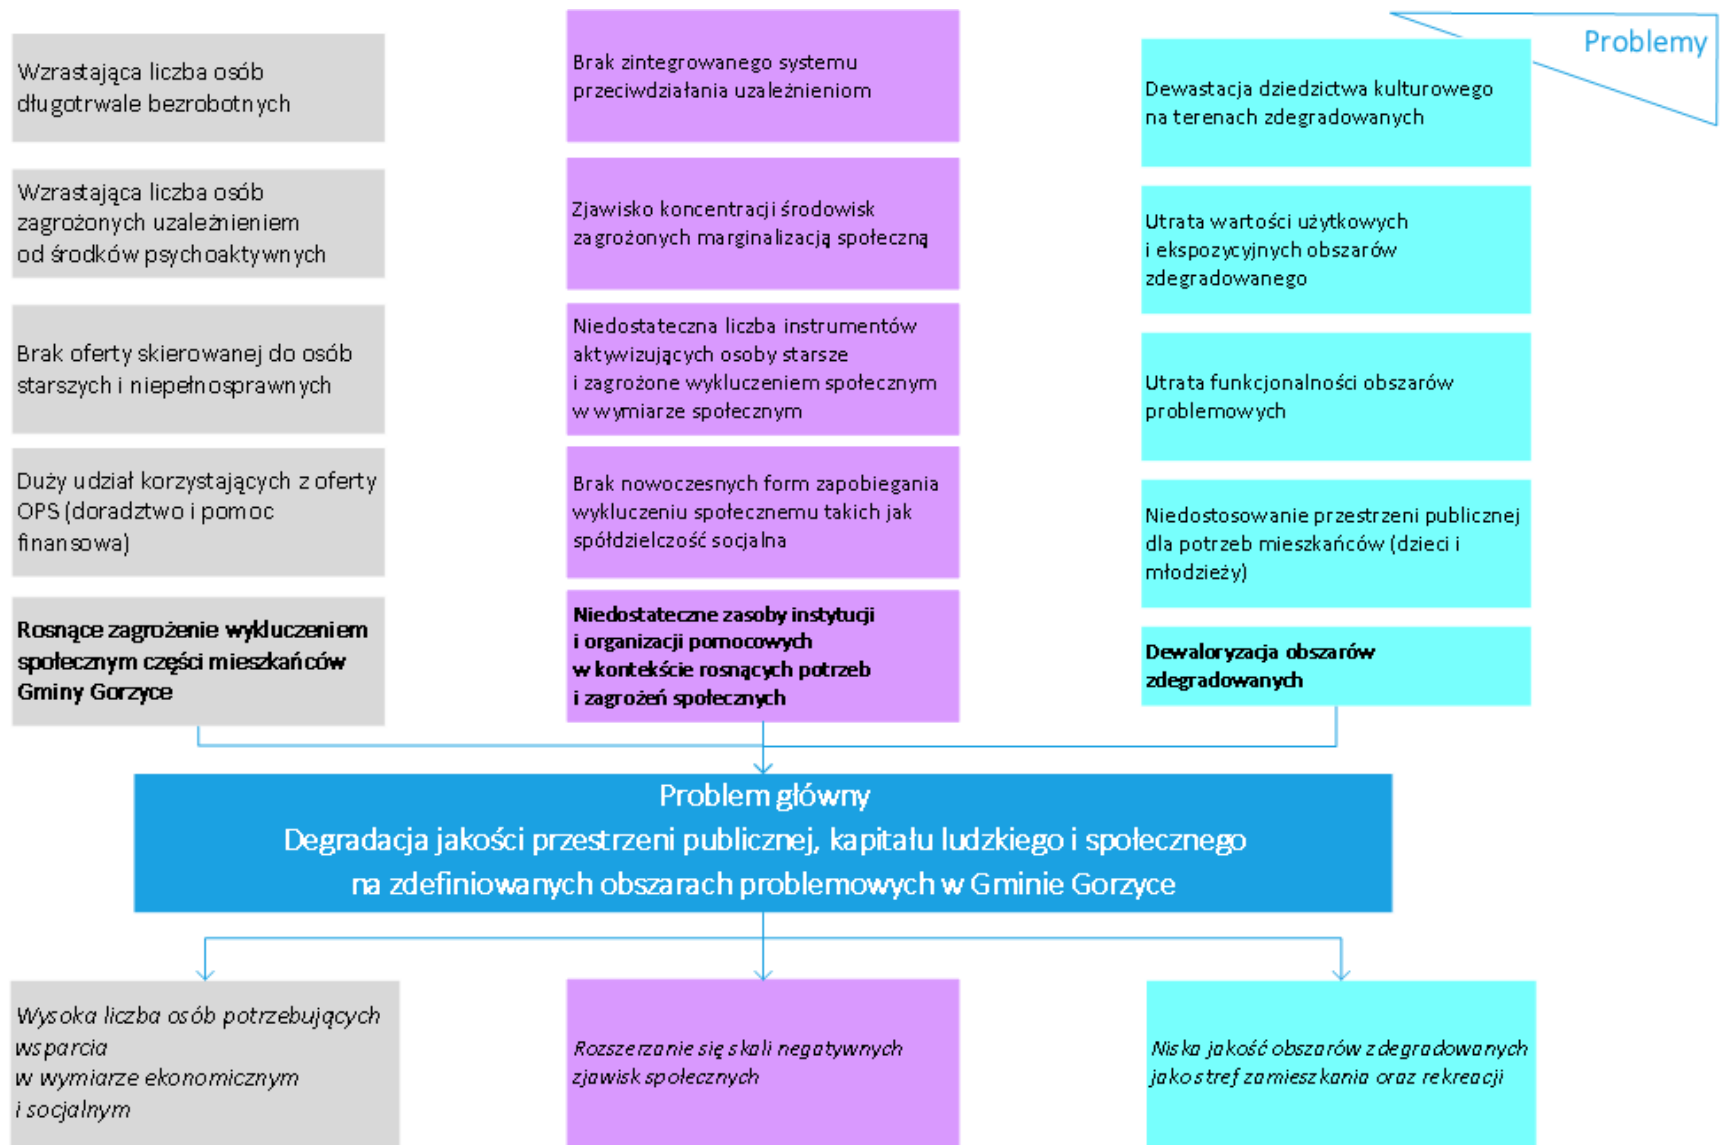 Problemy
Wzrastająca liczba osób
długotrwale bezrobotnych
Wzrastająca liczba osób
zagrożonych uzależnieniem
od środków psychoaktywnych
Brak oferty skierowanej do osób
starszych i niepełnosprawnych
Duży udział korzystających z oferty
OPS (doradztwo i pomoc
finansowa)
Rosnące zagrożenie wykluczeniem
społecznym części mieszkańców
Gminy Gorzyce
Brak zintegrowanego systemu
przeciwdziałania uzależnieniom
Zjawisko koncentracji środowisk
zagrożonych marginalizacją społeczną
Niedostateczna liczba instrumentów
aktywizujących osoby starsze
i zagrożone wykluczeniem społecznym
w wymiarze społecznym
Brak nowoczesnych form zapobiegania
wykluczeniu społecznemu takich jak
spółdzielczość socjalna
Niedostateczne zasoby instytucji
i organizacji pomocowych
w kontekście rosnących potrzeb
i zagrożeń społecznych
Dewastacja dziedzictwa kulturowego
na terenach zdegradowanych
Utrata wartości użytkowych
i ekspozycyjnych obszarów
zdegradowanego
Utrata funkcjonalności obszarów
problemowych
Niedostosowanie przestrzeni publicznej
dla potrzeb mieszkańców (dzieci i
młodzieży)
Dewaloryzacja obszarów
zdegradowanych
Problem główny
Degradacja jakości przestrzeni publicznej, kapitału ludzkiego i społecznego
na zdefiniowanych obszarach problemowych w Gminie Gorzyce
Wysoka liczba osób potrzebujących
wsparcia
w wymiarze ekonomicznym
i socjalnym
Rozszerzanie się skali negatywnych
zjawisk społecznych
Niska jakość obszarów zdegradowanych
jako stref zamieszkania oraz rekreacji